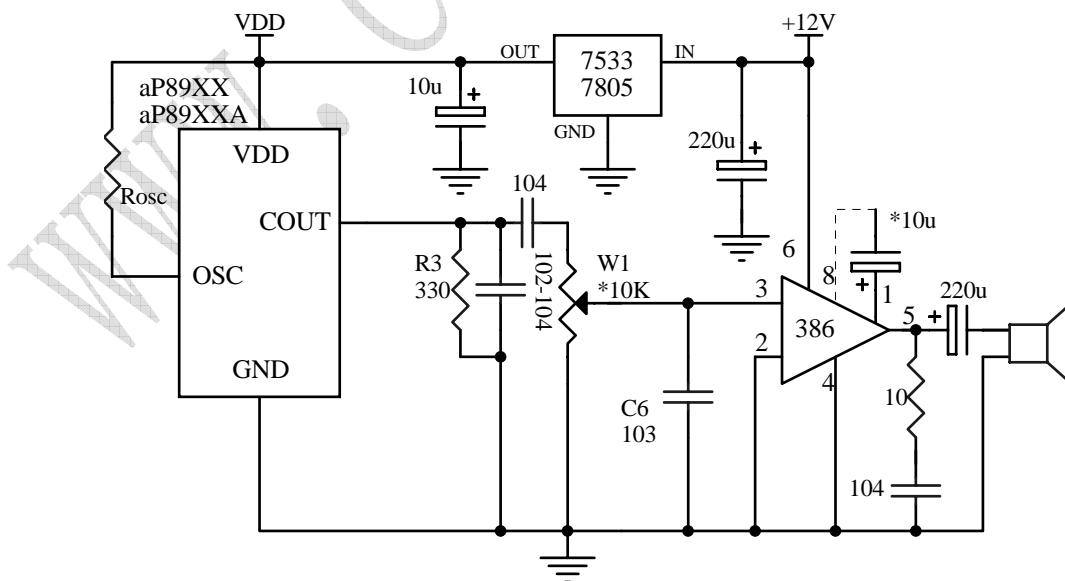 VDD
+12V
OUT
7533
7805
IN
GND
aP89XX
aP89XXA
10u
+
220u
+
VDD
Rosc
COUT
OSC
GND
104
R3
330
102-104
W1
*10K
C6
103
6
8
*10u
+
1
3
2
386
4
5
220u
+
10
104
WWW.